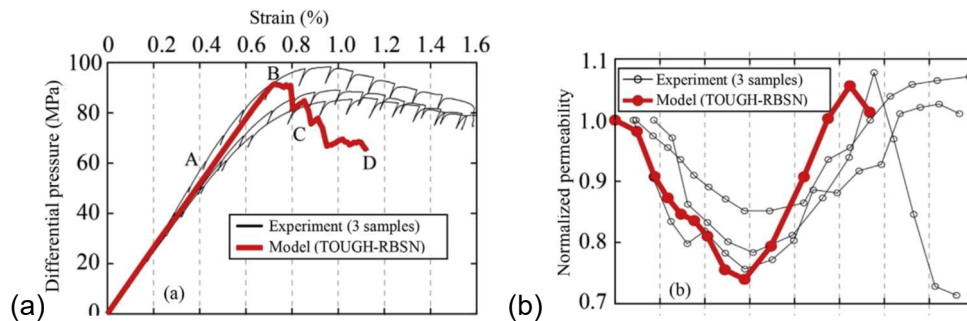 Strain (%)
0 0.2 0.4 0.6 0.8 1.0 1.2 1.4 1.6
100
80
60
40
20
0
Differential pressure (MPa)
A
B
C
D
Experiment (3 samples)
Model (TOUGH-RBSN)
(a)
(a)
1.1
1.0
0.9
0.8
0.7
Normalized permeability
Experiment (3 samples)
Model (TOUGH-RBSN)
(b)
(b)